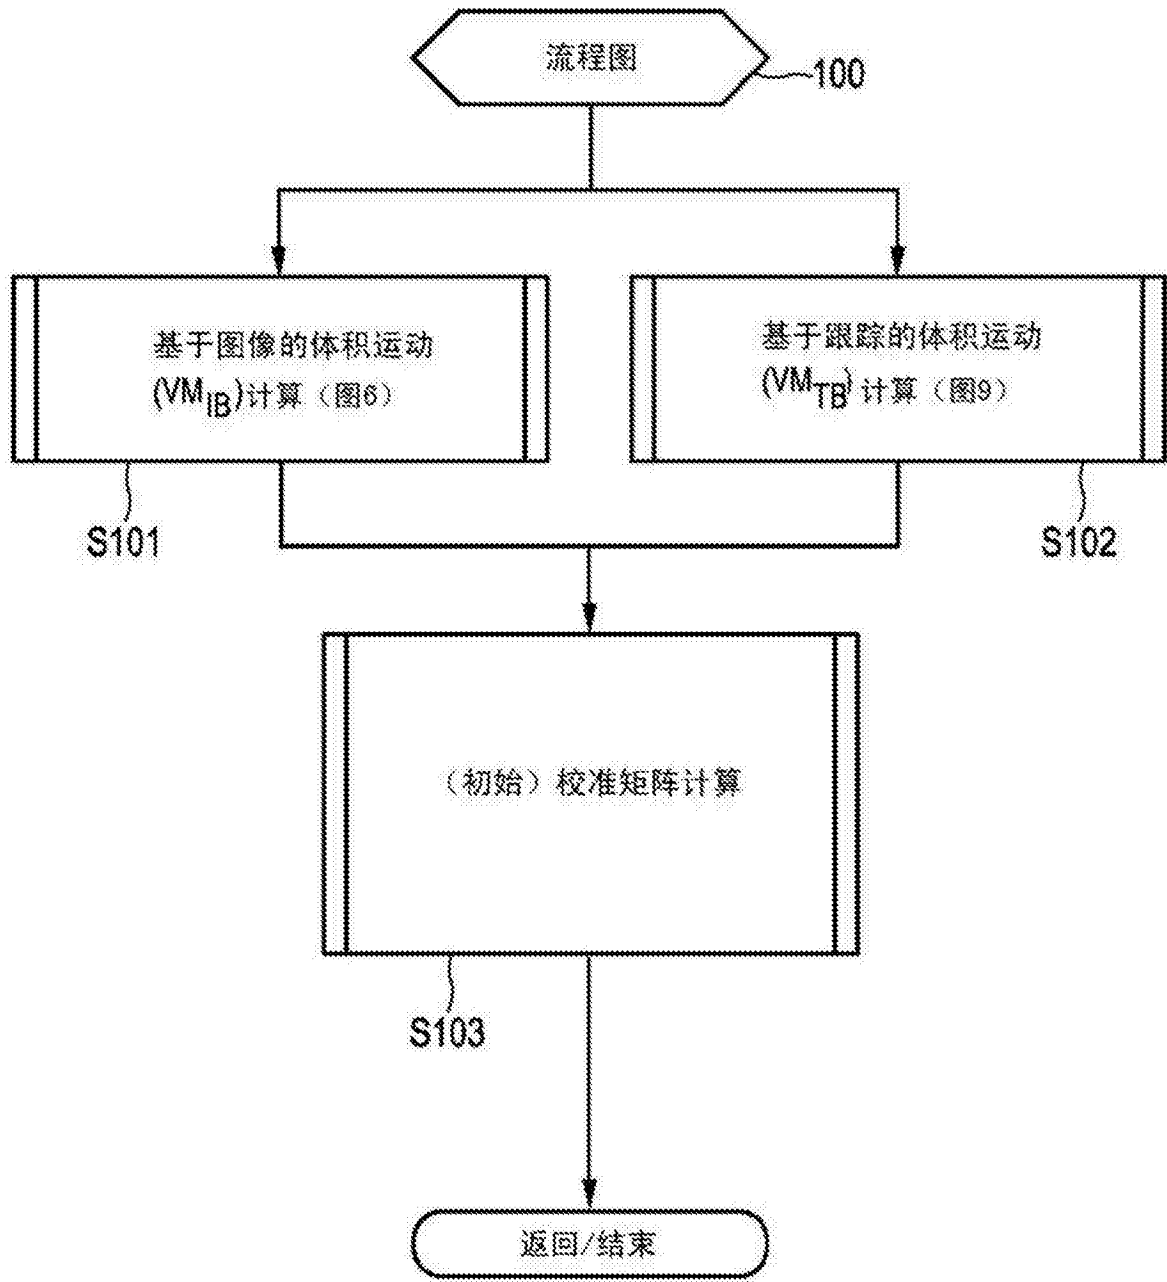 流程图
100
基于图像的体积运动
(VM_IB)计算（图6）
基于跟踪的体积运动
(VM_TB)计算（图9）
S101
S102
（初始）校准矩阵计算
S103
返回/结束